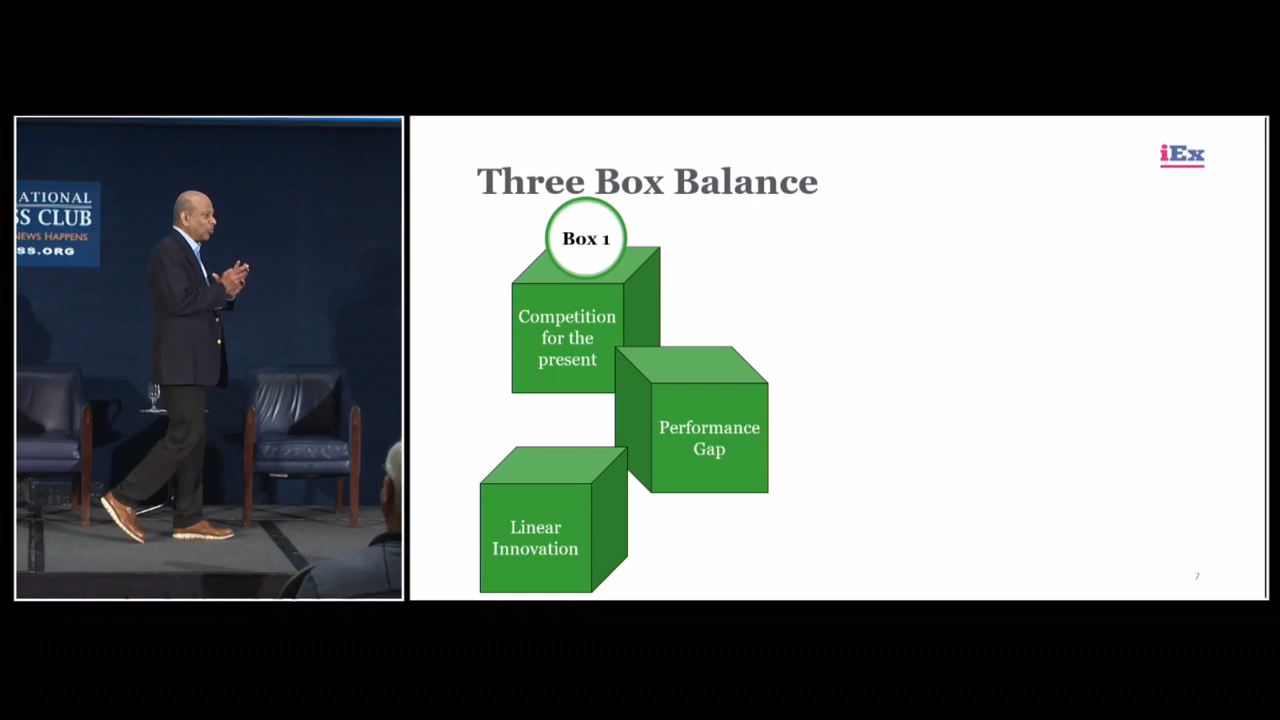 ATIONAL
SS CLUB
NEWS HAPPENS
SS.ORG
iEx
Three Box Balance
Box 1
Competition
for the
present
Performance
Gap
Linear
Innovation
7